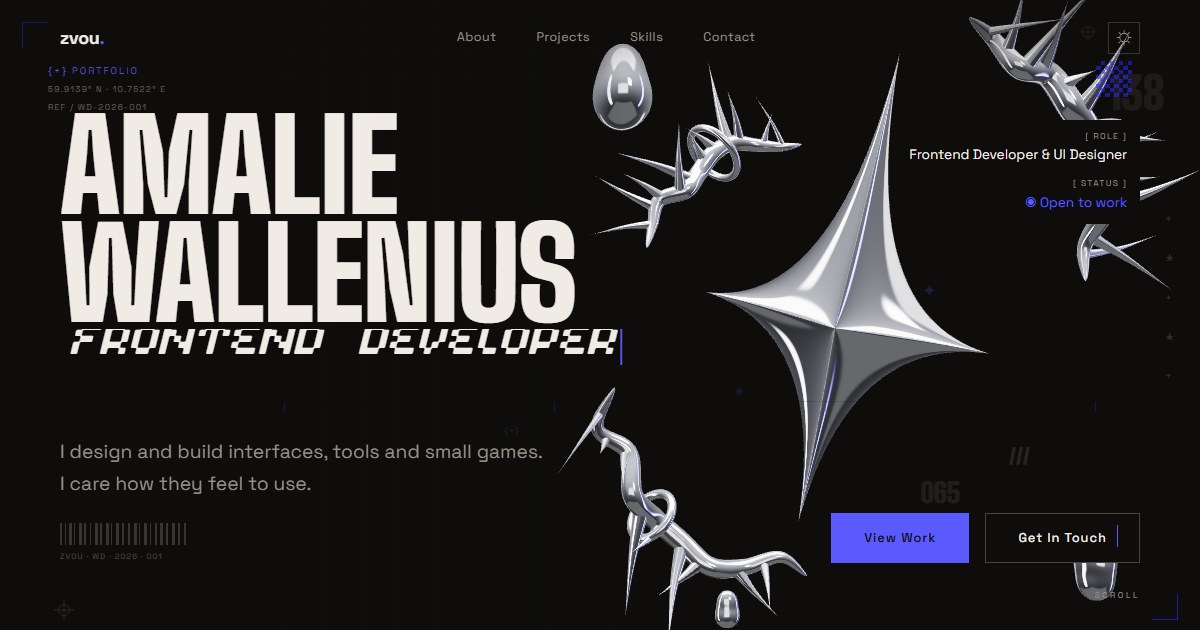 zvou.
About
Projects
Skills
Contact
{+} PORTFOLIO
59.9139° N · 10.7522° E
REF / WD-2026-001
AMALIE
WALLENIUS
FRONTEND DEVELOPER
[ ROLE ]
Frontend Developer & UI Designer
[ STATUS ]
◉ Open to work
{+}
I design and build interfaces, tools and small games.
I care how they feel to use.
ZVOU · WD · 2026 · 001
///
065
View Work
Get In Touch
SCROLL